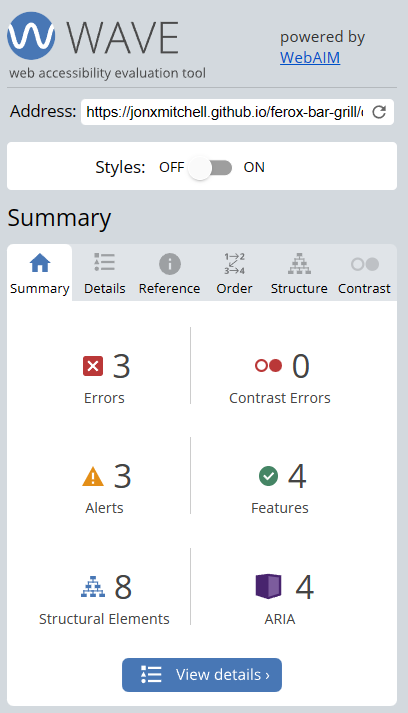 WAVE
web accessibility evaluation tool
powered by
WebAIM
Address: https://jonxmitchell.github.io/ferox-bar-grill/
Styles: OFF ON
Summary
Summary Details Reference Order Structure Contrast
3
Errors
0
Contrast Errors
3
Alerts
4
Features
8
Structural Elements
4
ARIA
View details ›